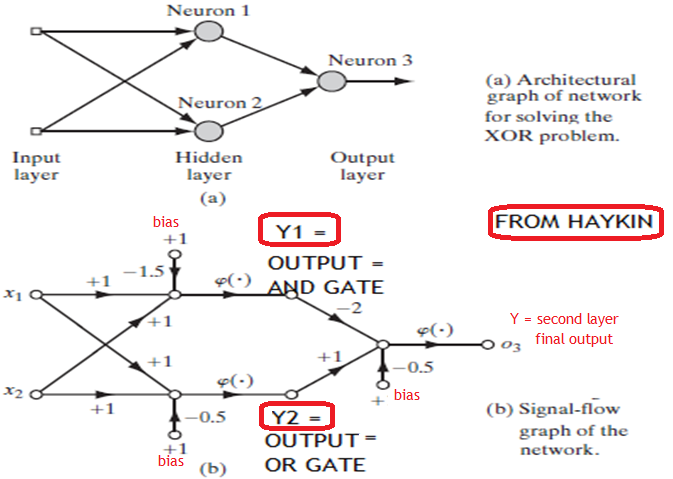 Neuron 1
Neuron 2
Neuron 3
Input
layer
Hidden
layer
Output
layer
(a)
(a) Architectural
graph of network
for solving the
XOR problem.
FROM HAYKIN
bias
+1
−1.5
Y1 =
OUTPUT =
AND GATE
x1
+1
φ(·)
−2
+1
+1
+1
φ(·)
o3
Y = second layer
final output
−0.5
+
bias
x2
+1
φ(·)
−0.5
+1
bias
(b)
Y2 =
OUTPUT =
OR GATE
(b) Signal-flow
graph of the
network.